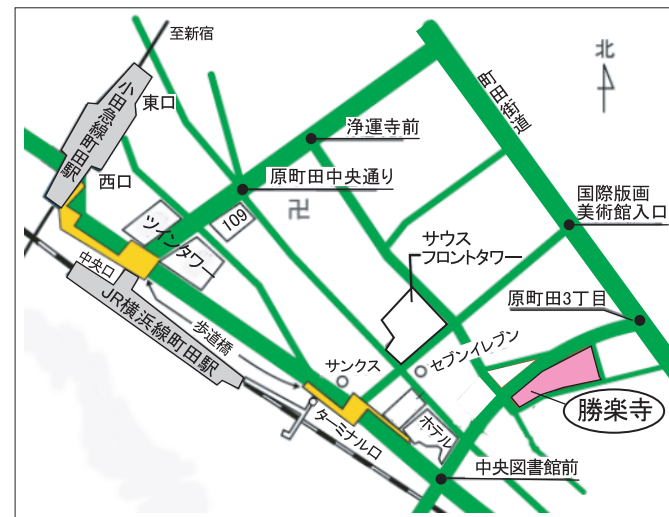 至新宿
小田急線町田駅
東口
西口
北
町田街道
浄運寺前
原町田中央通り
国際版画
美術館入口
ツインタワー
109
卍
サウス
フロントタワー
中央口
JR横浜線町田駅
原町田3丁目
歩道橋
サンクス
セブンイレブン
勝楽寺
ターミナル口
ホテル
中央図書館前